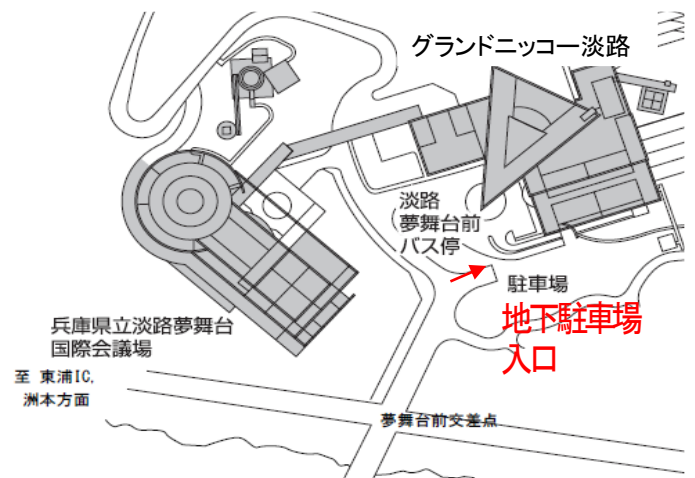 グランドニッコー淡路
淡路
夢舞台前
バス停
駐車場
地下駐車場
入口
兵庫県立淡路夢舞台
国際会議場
至 東浦IC,
洲本方面
夢舞台前交差点